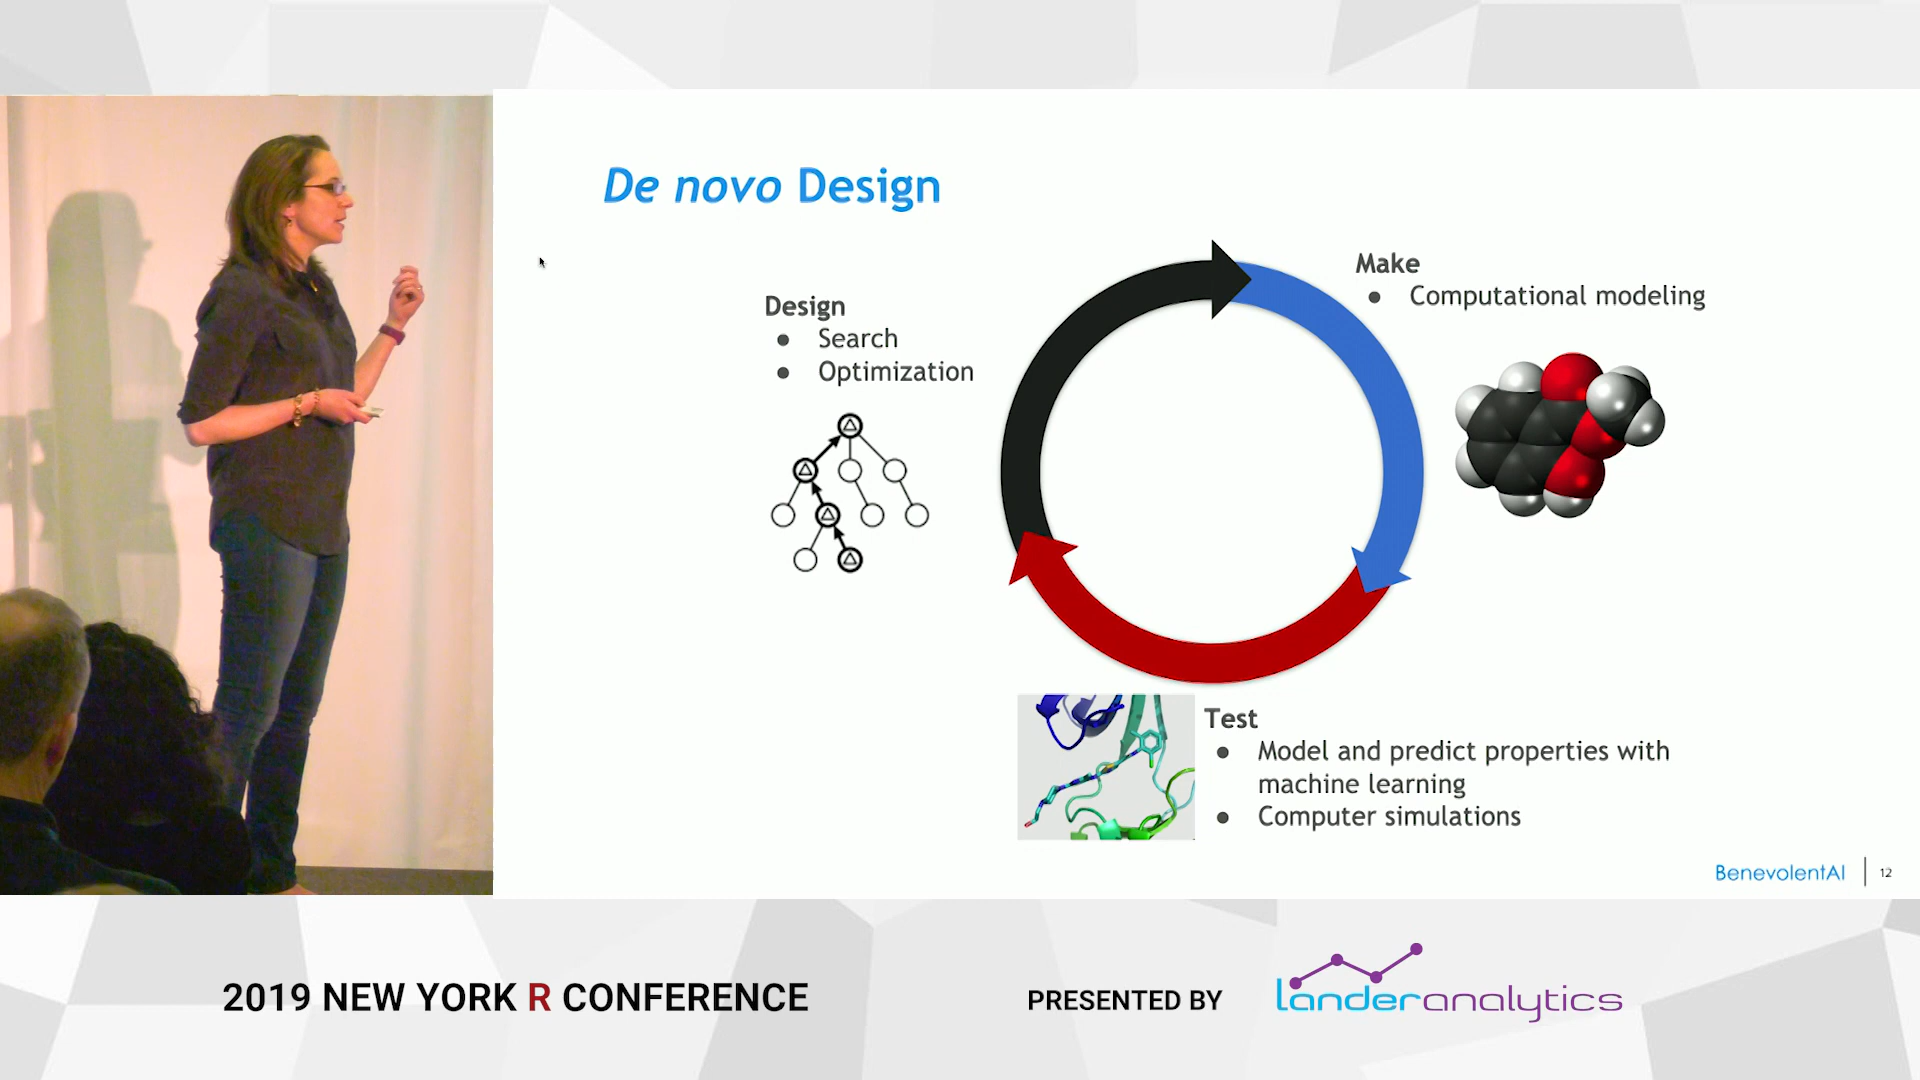 De novo Design
Design
● Search
● Optimization
Make
● Computational modeling
Test
● Model and predict properties with
machine learning
● Computer simulations
BenevolentAI | 12
2019 NEW YORK R CONFERENCE
PRESENTED BY
landeranalytics